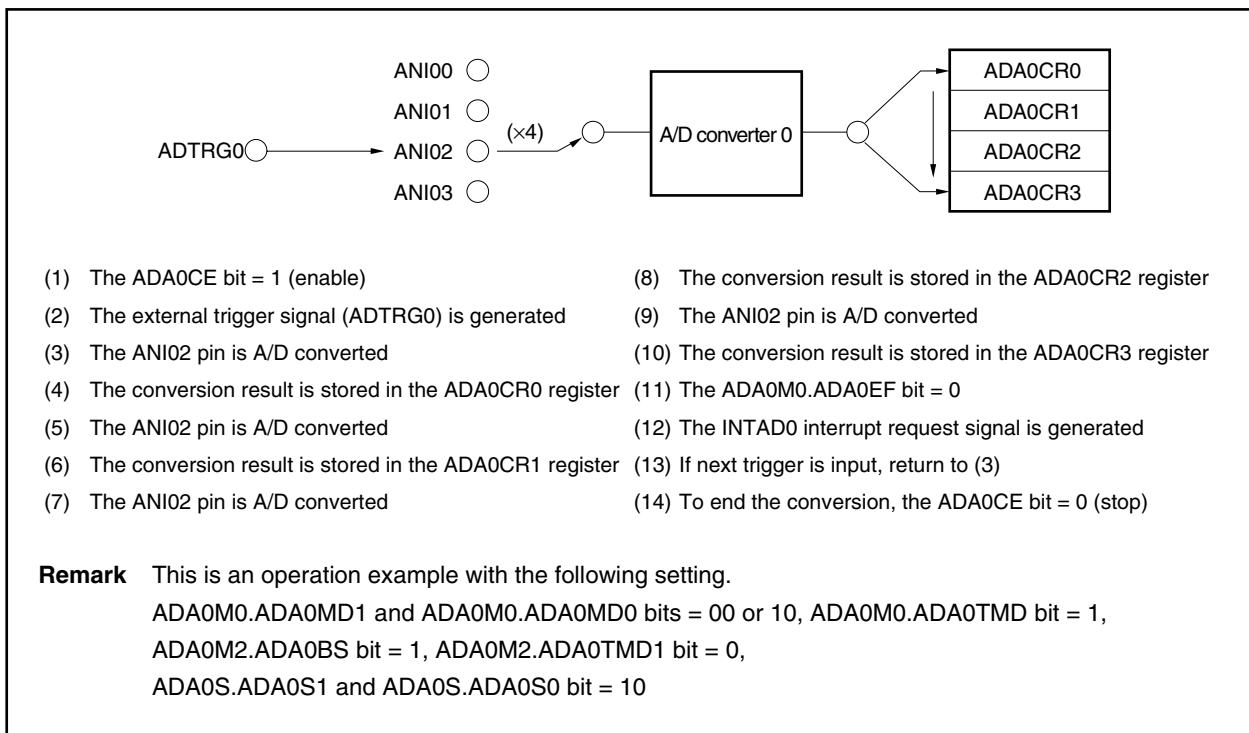 ANI00
ANI01
ADTRG0
ANI02
(×4)
ANI03
A/D converter 0
ADA0CR0
ADA0CR1
ADA0CR2
ADA0CR3
(1) The ADA0CE bit = 1 (enable)
(2) The external trigger signal (ADTRG0) is generated
(3) The ANI02 pin is A/D converted
(4) The conversion result is stored in the ADA0CR0 register
(5) The ANI02 pin is A/D converted
(6) The conversion result is stored in the ADA0CR1 register
(7) The ANI02 pin is A/D converted
(8) The conversion result is stored in the ADA0CR2 register
(9) The ANI02 pin is A/D converted
(10) The conversion result is stored in the ADA0CR3 register
(11) The ADA0M0.ADA0EF bit = 0
(12) The INTAD0 interrupt request signal is generated
(13) If next trigger is input, return to (3)
(14) To end the conversion, the ADA0CE bit = 0 (stop)
Remark This is an operation example with the following setting.
ADA0M0.ADA0MD1 and ADA0M0.ADA0MD0 bits = 00 or 10, ADA0M0.ADA0TMD bit = 1,
ADA0M2.ADA0BS bit = 1, ADA0M2.ADA0TMD1 bit = 0,
ADA0S.ADA0S1 and ADA0S.ADA0S0 bit = 10